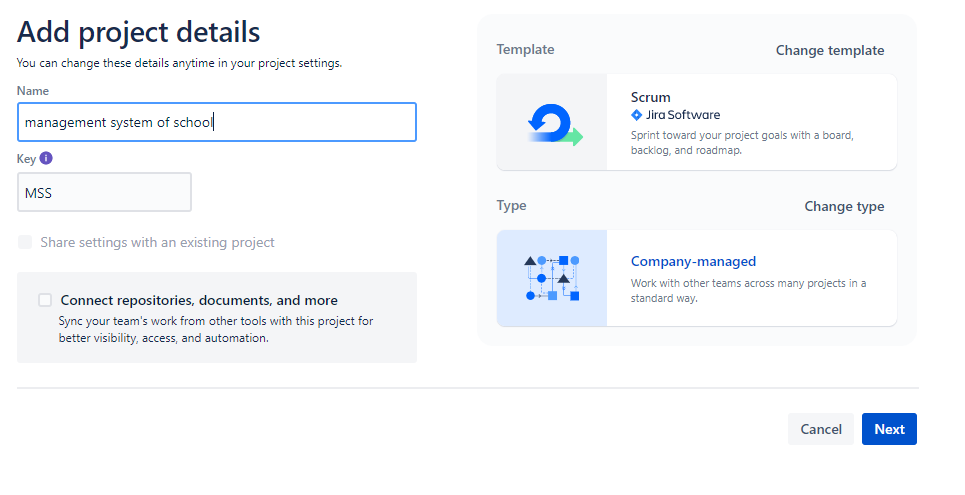 Add project details
You can change these details anytime in your project settings.
Name
management system of school
Key
MSS
Share settings with an existing project
Connect repositories, documents, and more
Sync your team's work from other tools with this project for
better visibility, access, and automation.
Template
Change template
Scrum
Jira Software
Sprint toward your project goals with a board,
backlog, and roadmap.
Type
Change type
Company-managed
Work with other teams across many projects in a
standard way.
Cancel
Next